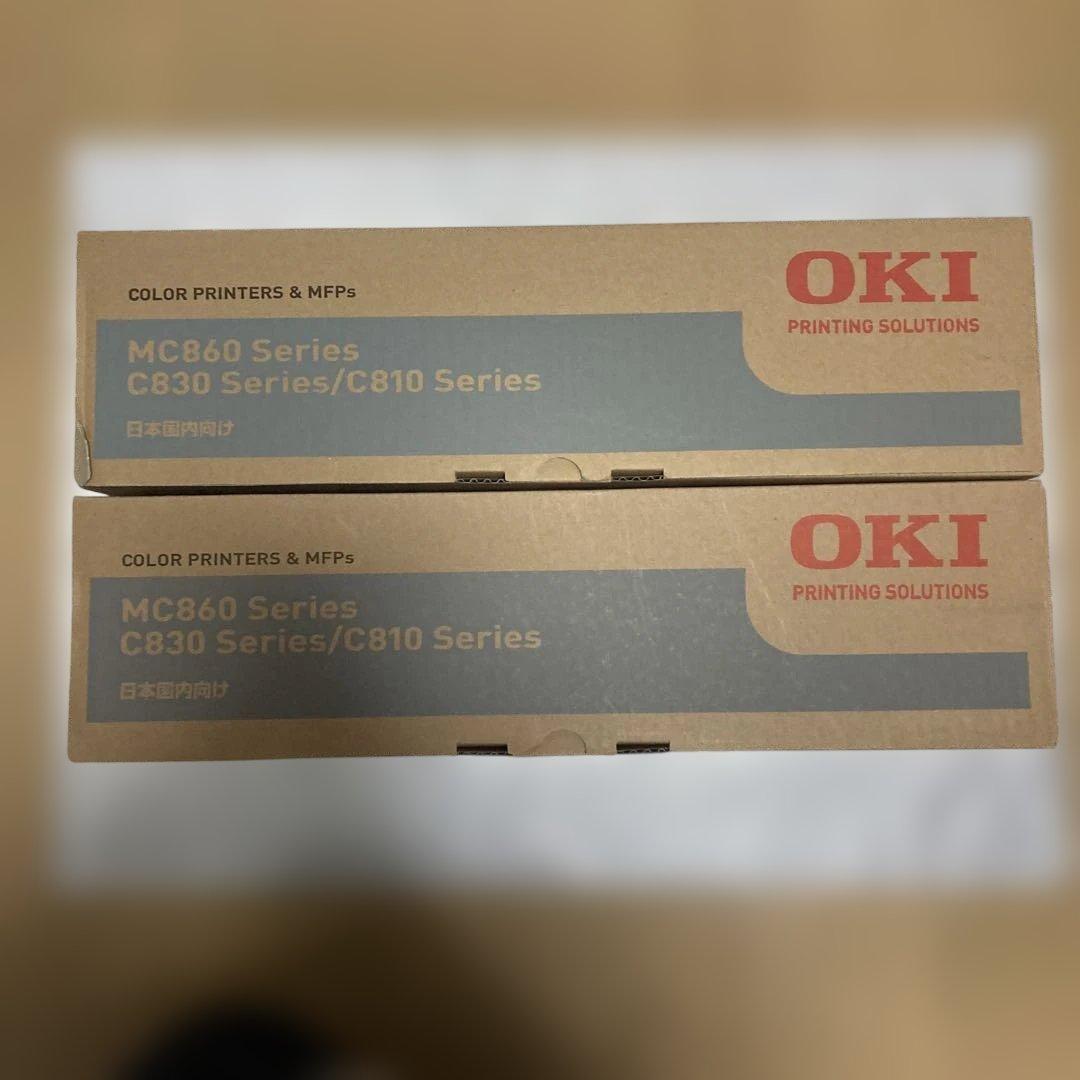 COLOR PRINTERS & MFPs
OKI
PRINTING SOLUTIONS
MC860 Series
C830 Series/C810 Series
日本国内向け
COLOR PRINTERS & MFPs
OKI
PRINTING SOLUTIONS
MC860 Series
C830 Series/C810 Series
日本国内向け